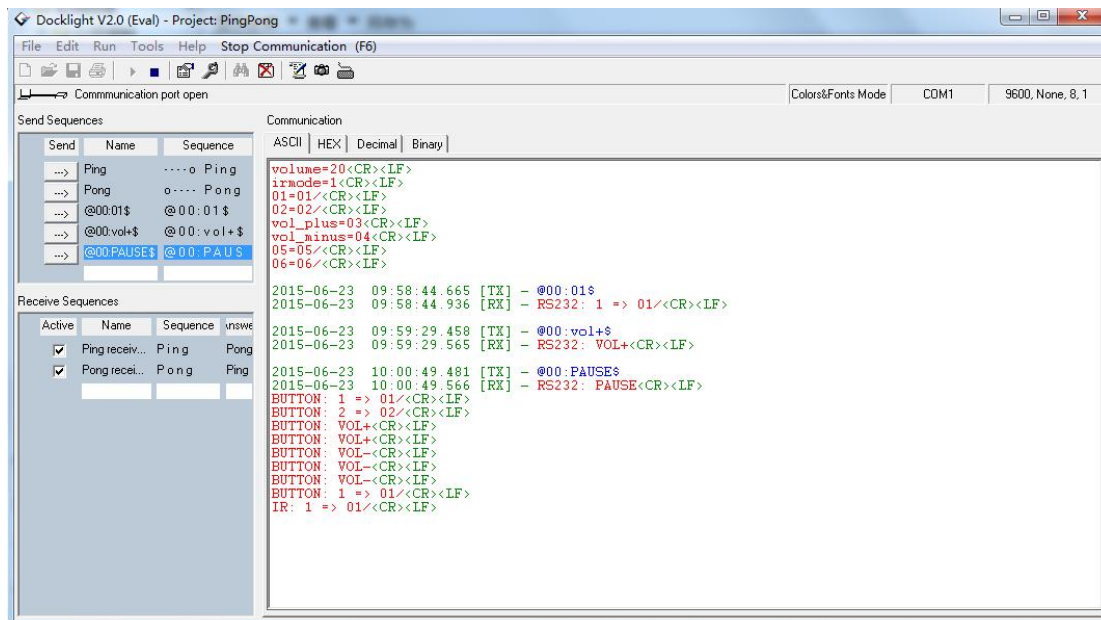 Docklight V2.0 (Eval) - Project: PingPong
File Edit Run Tools Help Stop Communication (F6)
Commmunication port open Colors&Fonts Mode COM1 9600, None, 8, 1
Send Sequences
Send Name Sequence
---> Ping ----o Ping
---> Pong o---- Pong
---> @00:01$ @00:01$
---> @00:vol+$ @00:vol+$
---> @00:PAUSE$ @00:PAUS
Receive Sequences
Active Name Sequence Answe
Ping receiv... Ping Pong
Pong recei... Pong Ping
Communication
ASCII HEX Decimal Binary
volume=20<CR><LF>
irmode=1<CR><LF>
01=01/<CR><LF>
02=02/<CR><LF>
vol_plus=03<CR><LF>
vol_minus=04<CR><LF>
05=05/<CR><LF>
06=06/<CR><LF>
2015-06-23 09:58:44.665 [TX] - @00:01$
2015-06-23 09:58:44.936 [RX] - RS232: 1 => 01/<CR><LF>
2015-06-23 09:59:29.458 [TX] - @00:vol+$
2015-06-23 09:59:29.565 [RX] - RS232: VOL+<CR><LF>
2015-06-23 10:00:49.481 [TX] - @00:PAUSE$
2015-06-23 10:00:49.566 [RX] - RS232: PAUSE<CR><LF>
BUTTON: 1 => 01/<CR><LF>
BUTTON: 2 => 02/<CR><LF>
BUTTON: VOL+<CR><LF>
BUTTON: VOL+<CR><LF>
BUTTON: VOL-<CR><LF>
BUTTON: VOL-<CR><LF>
BUTTON: VOL-<CR><LF>
BUTTON: 1 => 01/<CR><LF>
IR: 1 => 01/<CR><LF>